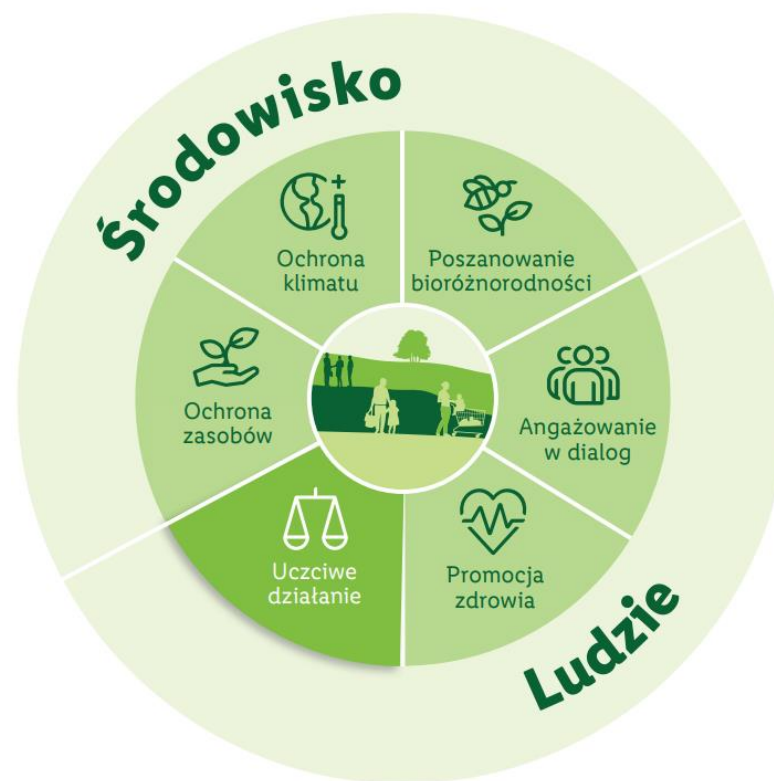 Środowisko
Ochrona
klimatu
Poszanowanie
bioróżnorodności
Ochrona
zasobów
Angażowanie
w dialog
Uczciwe
działanie
Promocja
zdrowia
Ludzie